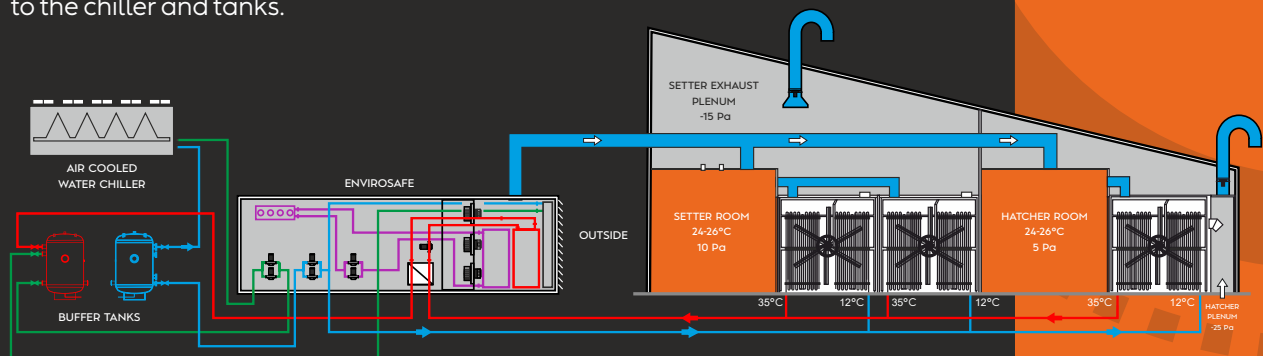 to the chiller and tanks.
SETTER EXHAUST
PLENUM
-15 Pa
AIR COOLED
WATER CHILLER
ENVIROSAFE
OUTSIDE
SETTER ROOM
24-26°C
10 Pa
HATCHER ROOM
24-26°C
5 Pa
35°C
12°C
35°C
12°C
35°C
12°C
HATCHER
PLENUM
-25 Pa
BUFFER TANKS